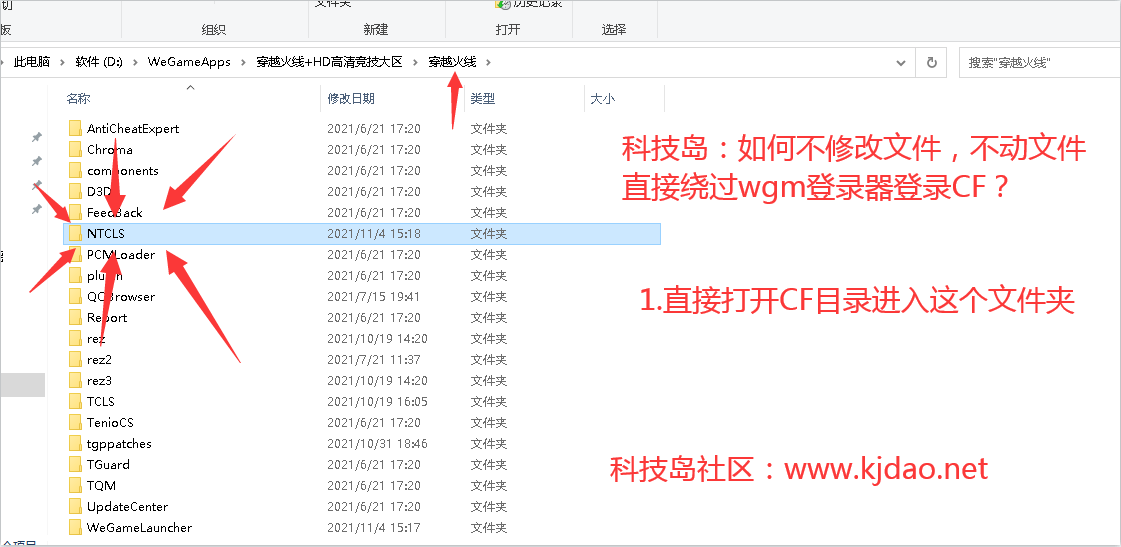 切
文件夹
历史记录
板
组织
新建
打开
选择
此电脑 › 软件 (D:) › WeGameApps › 穿越火线+HD高清竞技大区 › 穿越火线 ›
搜索"穿越火线"
名称 修改日期 类型 大小
AntiCheatExpert 2021/6/21 17:20 文件夹
Chroma 2021/6/21 17:20 文件夹
components 2021/6/21 17:20 文件夹
D3D 2021/6/21 17:20 文件夹
FeedBack 2021/6/21 17:20 文件夹
NTCLS 2021/11/4 15:18 文件夹
PCMLoader 2021/6/21 17:20 文件夹
plugin 2021/6/21 17:20 文件夹
QQBrowser 2021/7/15 19:41 文件夹
Report 2021/6/21 17:20 文件夹
rez 2021/10/19 14:20 文件夹
rez2 2021/7/21 11:37 文件夹
rez3 2021/10/19 14:20 文件夹
TCLS 2021/10/19 16:05 文件夹
TenioCS 2021/6/21 17:20 文件夹
tgppatches 2021/10/31 18:46 文件夹
TGuard 2021/6/21 17:20 文件夹
TQM 2021/6/21 17:20 文件夹
UpdateCenter 2021/6/21 17:20 文件夹
WeGameLauncher 2021/11/4 15:17 文件夹
科技岛：如何不修改文件，不动文件
直接绕过wgm登录器登录CF？
1.直接打开CF目录进入这个文件夹
科技岛社区：www.kjdao.net